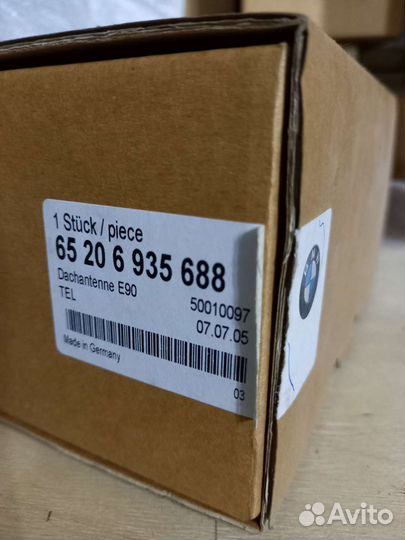 1 Stück / piece
65 20 6 935 688
Dachantenne E90
TEL
50010097
07.07.05
Made in Germany
03
Avito